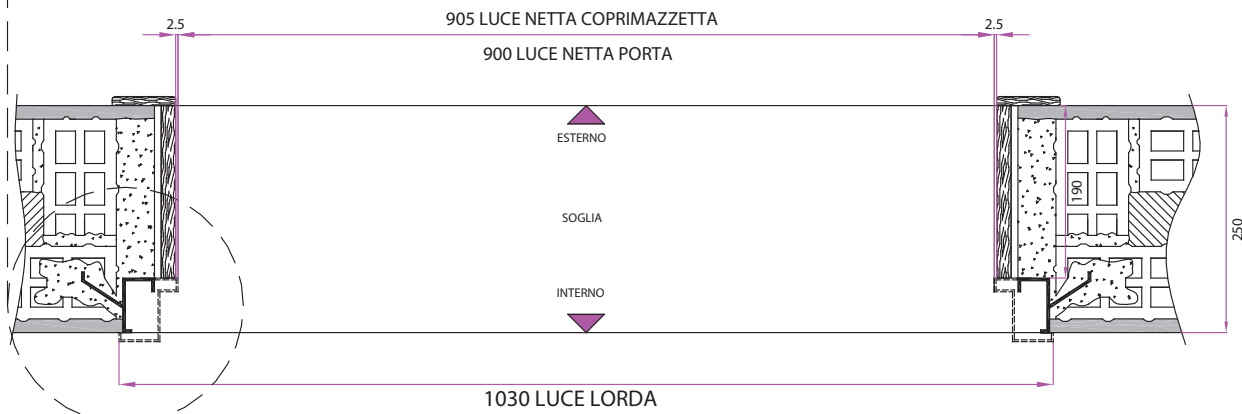 905 LUCE NETTA COPRIMAZZETTA
2.5
2.5
900 LUCE NETTA PORTA
ESTERNO
190
SOGLIA
250
INTERNO
1030 LUCE LORDA